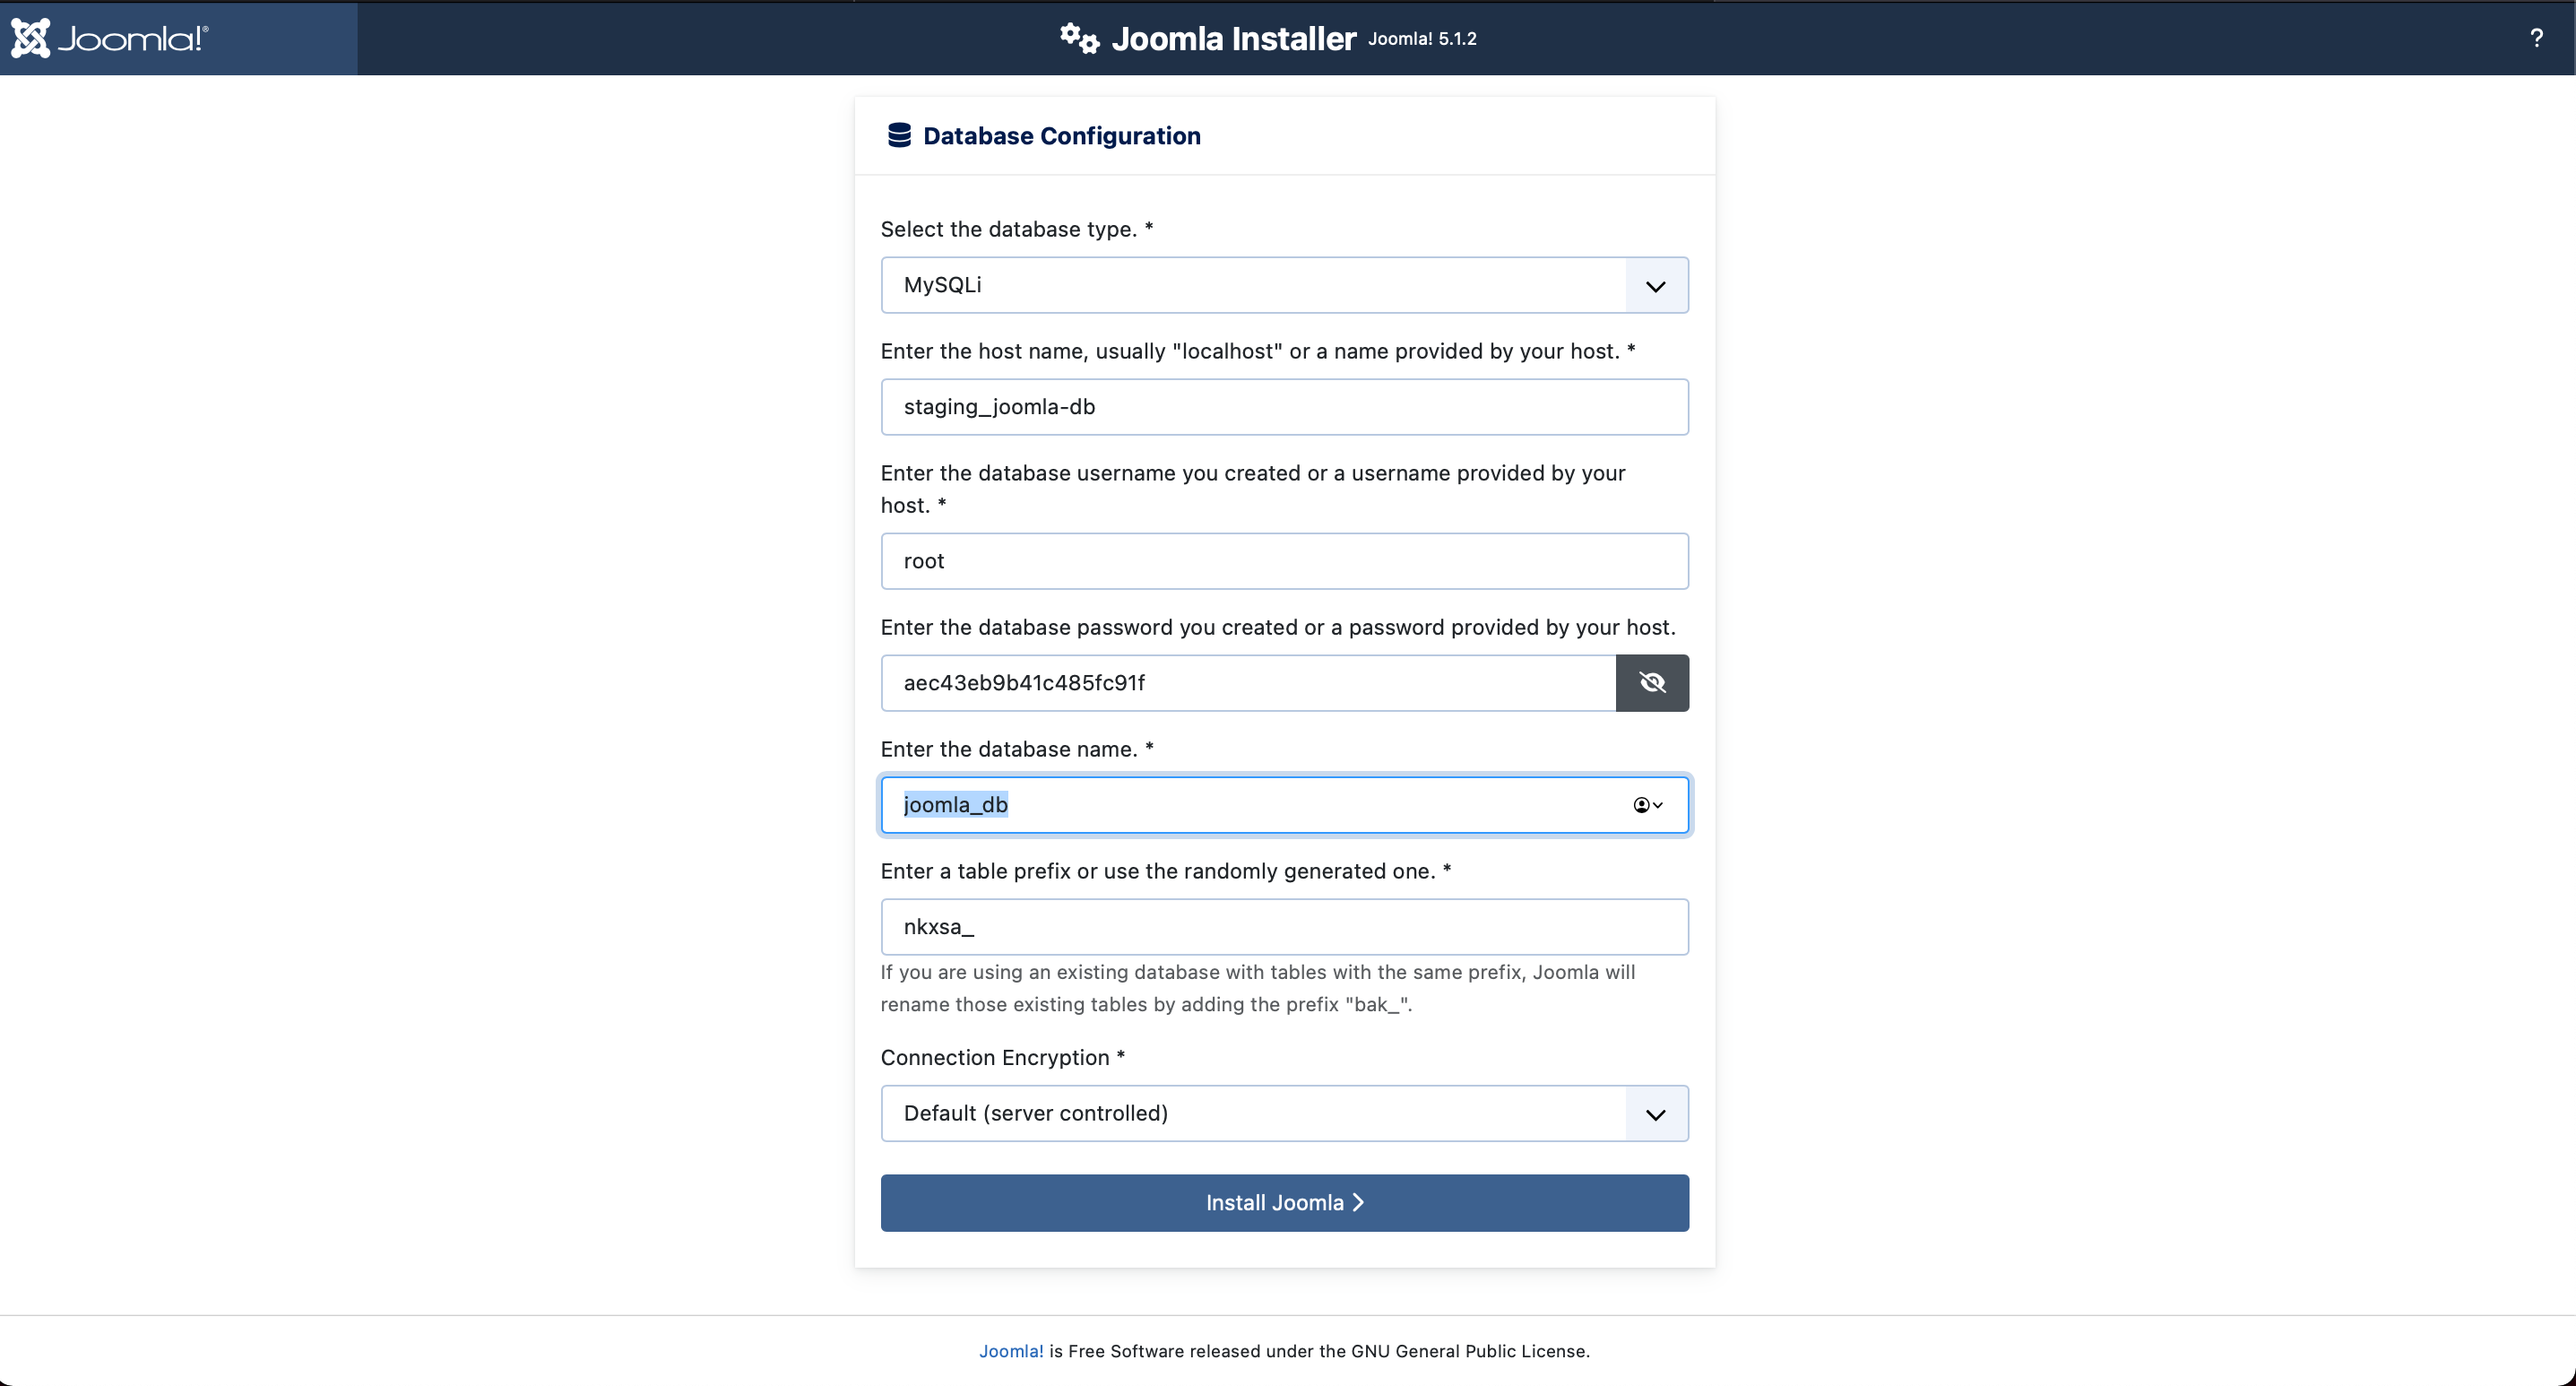 Joomla!®
Joomla Installer Joomla! 5.1.2
?
Database Configuration
Select the database type. *
MySQLi
Enter the host name, usually "localhost" or a name provided by your host. *
staging_joomla-db
Enter the database username you created or a username provided by your
host. *
root
Enter the database password you created or a password provided by your host.
aec43eb9b41c485fc91f
Enter the database name. *
joomla_db
Enter a table prefix or use the randomly generated one. *
nkxsa_
If you are using an existing database with tables with the same prefix, Joomla will
rename those existing tables by adding the prefix "bak_".
Connection Encryption *
Default (server controlled)
Install Joomla
Joomla! is Free Software released under the GNU General Public License.